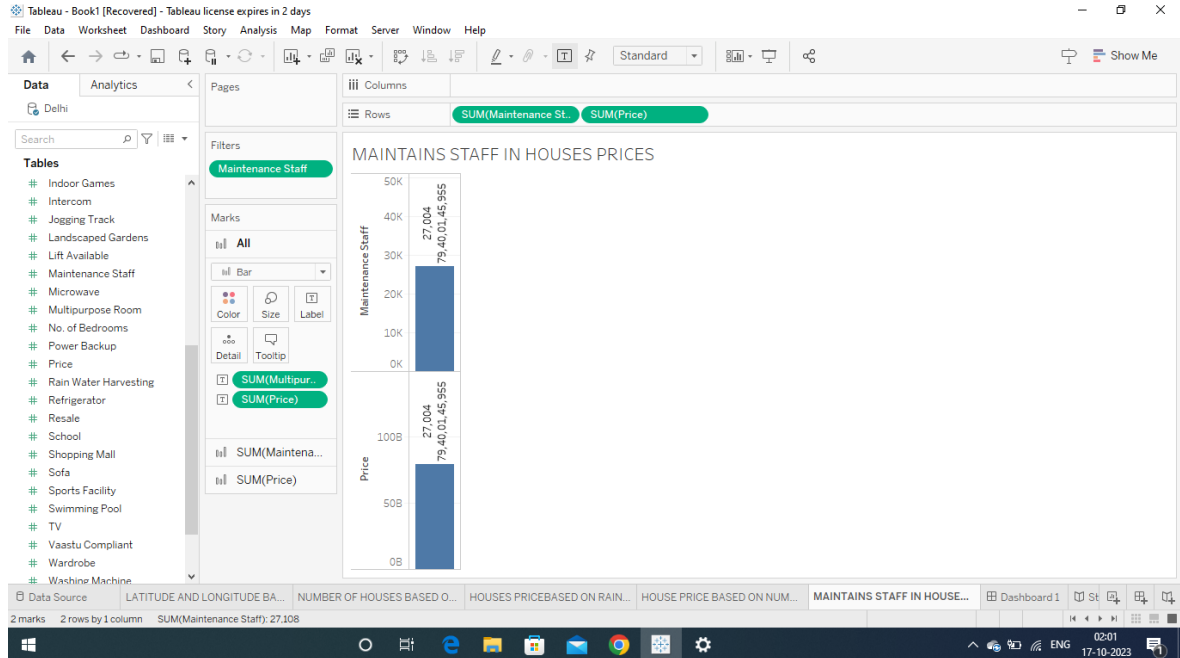 Tableau - Book1 [Recovered] - Tableau license expires in 2 days
File Data Worksheet Dashboard Story Analysis Map Format Server Window Help
Standard
Show Me
Data Analytics
Delhi
Search
Tables
Indoor Games
Intercom
Jogging Track
Landscaped Gardens
Lift Available
Maintenance Staff
Microwave
Multipurpose Room
No. of Bedrooms
Power Backup
Price
Rain Water Harvesting
Refrigerator
Resale
School
Shopping Mall
Sofa
Sports Facility
Swimming Pool
TV
Vaastu Compliant
Wardrobe
Washing Machine
Pages
Filters
Maintenance Staff
Marks
All
Bar
Color Size Label
Detail Tooltip
SUM(Multipur..
SUM(Price)
SUM(Maintena...
SUM(Price)
Columns
Rows SUM(Maintenance St.. SUM(Price)
MAINTAINS STAFF IN HOUSES PRICES
Maintenance Staff
50K
40K
30K
20K
10K
0K
27,004
79,40,01,45,955
Price
100B
50B
0B
27,004
79,40,01,45,955
Data Source LATITUDE AND LONGITUDE BA... NUMBER OF HOUSES BASED O... HOUSES PRICEBASED ON RAIN... HOUSE PRICE BASED ON NUM... MAINTAINS STAFF IN HOUSE... Dashboard 1 St
2 marks 2 rows by 1 column SUM(Maintenance Staff): 27,108
ENG
02:01
17-10-2023
1